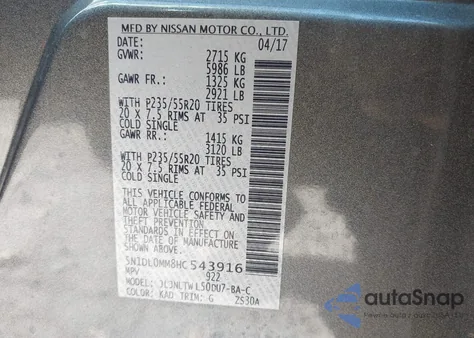 MFD BY NISSAN MOTOR CO., LTD.
DATE: 04/17
GVWR: 2715 KG
5986 LB
GAWR FR.: 1325 KG
2921 LB
WITH P235/55R20 TIRES
20 X 7.5 RIMS AT 35 PSI
COLD SINGLE
GAWR RR.: 1415 KG
3120 LB
WITH P235/55R20 TIRES
20 X 7.5 RIMS AT 35 PSI
COLD SINGLE
THIS VEHICLE CONFORMS TO
ALL APPLICABLE FEDERAL
MOTOR VEHICLE SAFETY AND
THEFT PREVENTION
STANDARDS IN EFFECT ON
THE DATE OF MANUFACTURE
SHOWN ABOVE.
543916
MPV 922
MODEL:
COLOR: KAD TRIM: G ZS30A
autoSnap